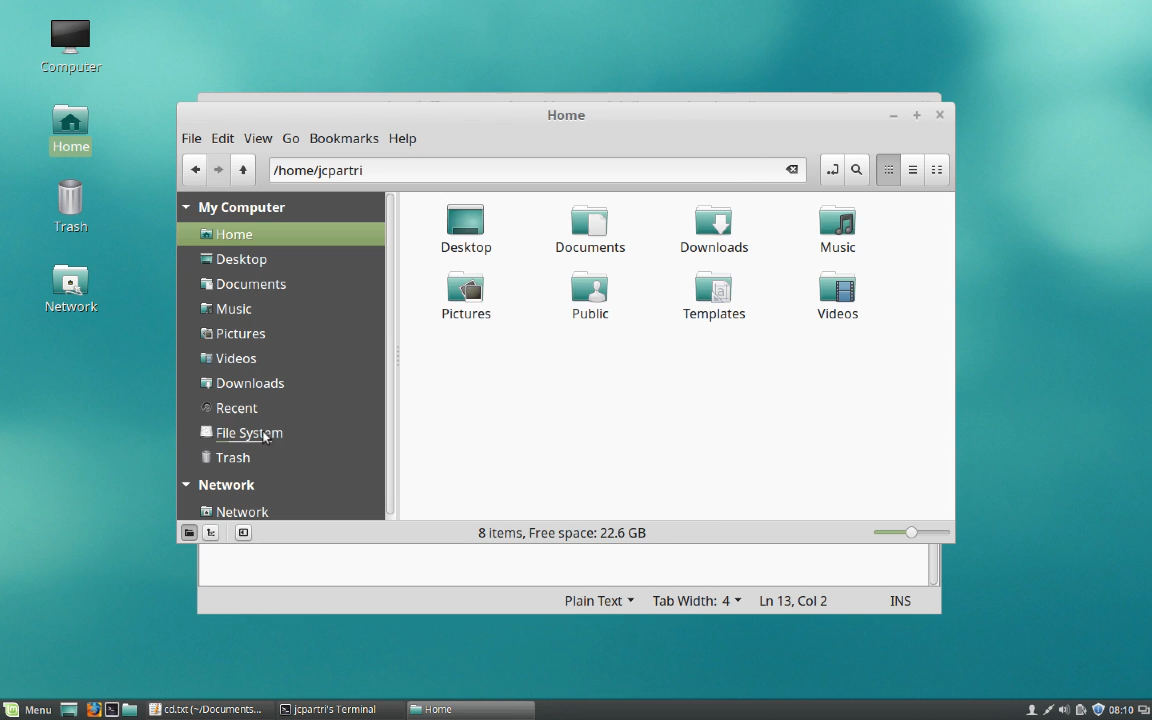 Computer
Home
Trash
Network
Home
File Edit View Go Bookmarks Help
/home/jcpartri
My Computer
Home
Desktop
Documents
Music
Pictures
Videos
Downloads
Recent
File System
Trash
Network
Network
Desktop Documents Downloads Music
Pictures Public Templates Videos
8 items, Free space: 22.6 GB
Plain Text Tab Width: 4 Ln 13, Col 2 INS
Menu cd.txt (~/Documents... jcpartri's Terminal Home 08:10